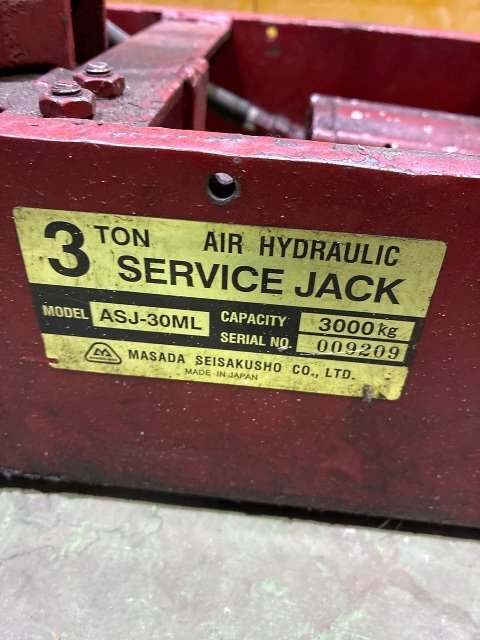 3 TON AIR HYDRAULIC
SERVICE JACK
MODEL ASJ-30ML CAPACITY 3000kg
SERIAL NO. 009209
MASADA SEISAKUSHO CO., LTD.
MADE IN JAPAN